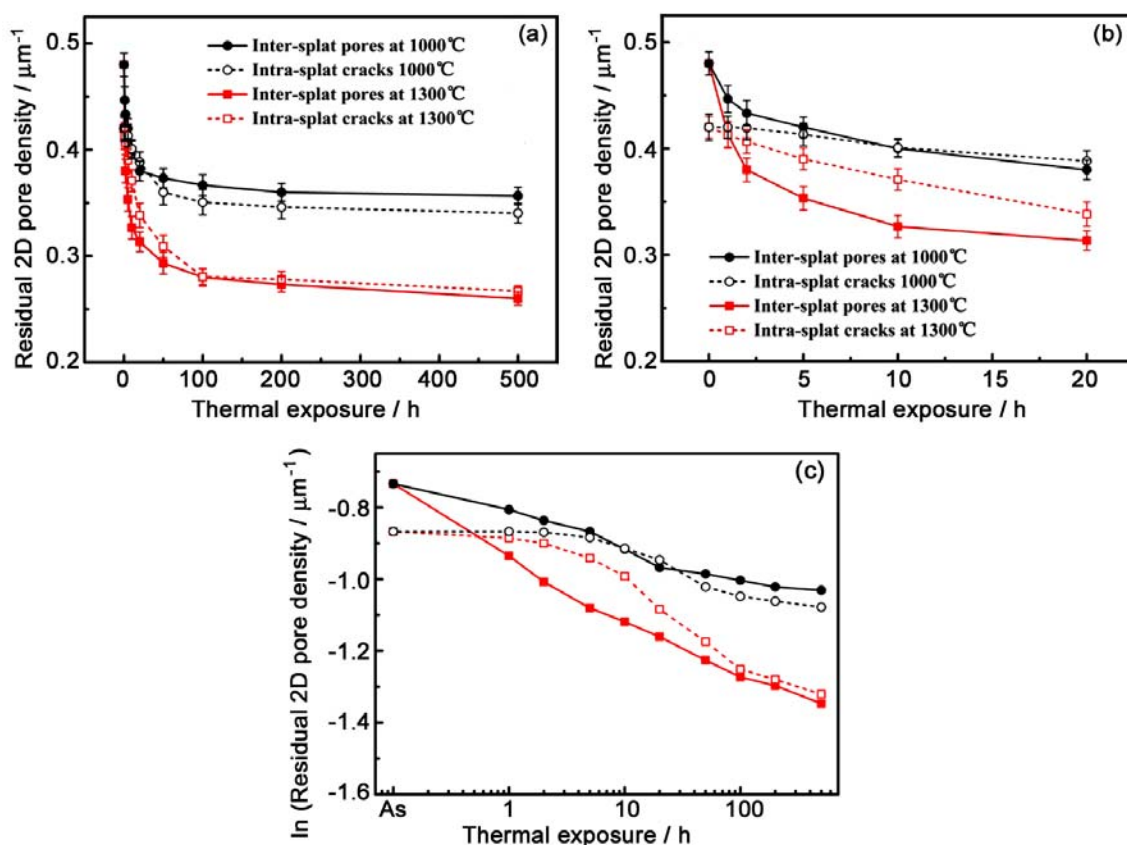 (a)
Inter-splat pores at 1000℃
Intra-splat cracks 1000℃
Inter-splat pores at 1300℃
Intra-splat cracks at 1300℃
Residual 2D pore density / μm⁻¹
0.5
0.4
0.3
0.2
0 100 200 300 400 500
Thermal exposure / h
(b)
Inter-splat pores at 1000℃
Intra-splat cracks 1000℃
Inter-splat pores at 1300℃
Intra-splat cracks at 1300℃
Residual 2D pore density / μm⁻¹
0.5
0.4
0.3
0.2
0 5 10 15 20
Thermal exposure / h
(c)
ln (Residual 2D pore density / μm⁻¹)
-0.8
-1.0
-1.2
-1.4
-1.6
As 1 10 100
Thermal exposure / h